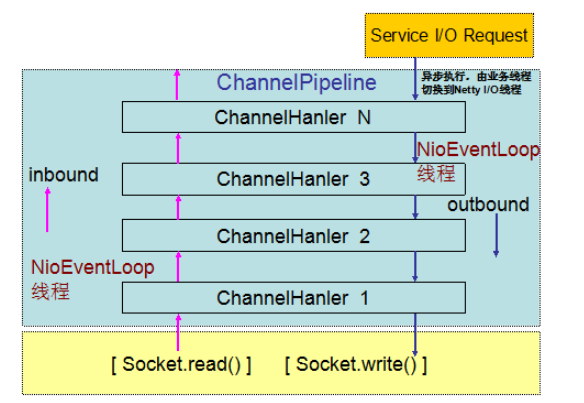 Service I/O Request
ChannelPipeline
异步执行，由业务线程
切换到Netty I/O线程
ChannelHanler N
NioEventLoop
线程
inbound
ChannelHanler 3
outbound
ChannelHanler 2
NioEventLoop
线程
ChannelHanler 1
[ Socket.read() ] [ Socket.write() ]